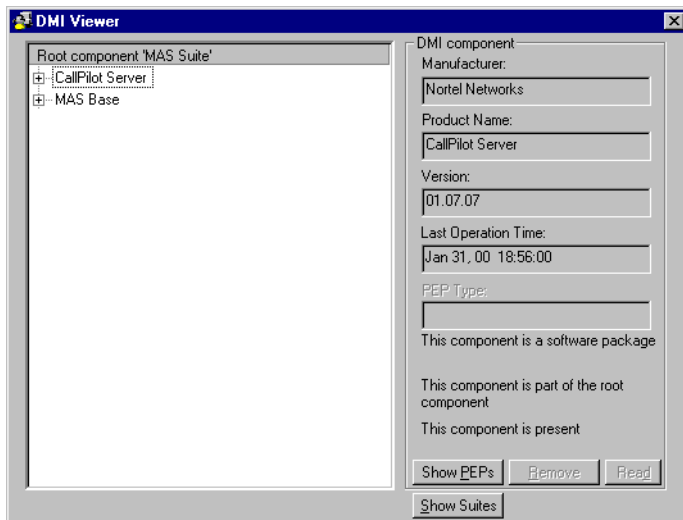 DMI Viewer
Root component 'MAS Suite'
CallPilot Server
MAS Base
DMI component
Manufacturer:
Nortel Networks
Product Name:
CallPilot Server
Version:
01.07.07
Last Operation Time:
Jan 31, 00 18:56:00
PEP Type:
This component is a software package
This component is part of the root
component
This component is present
Show PEPs Remove Read
Show Suites